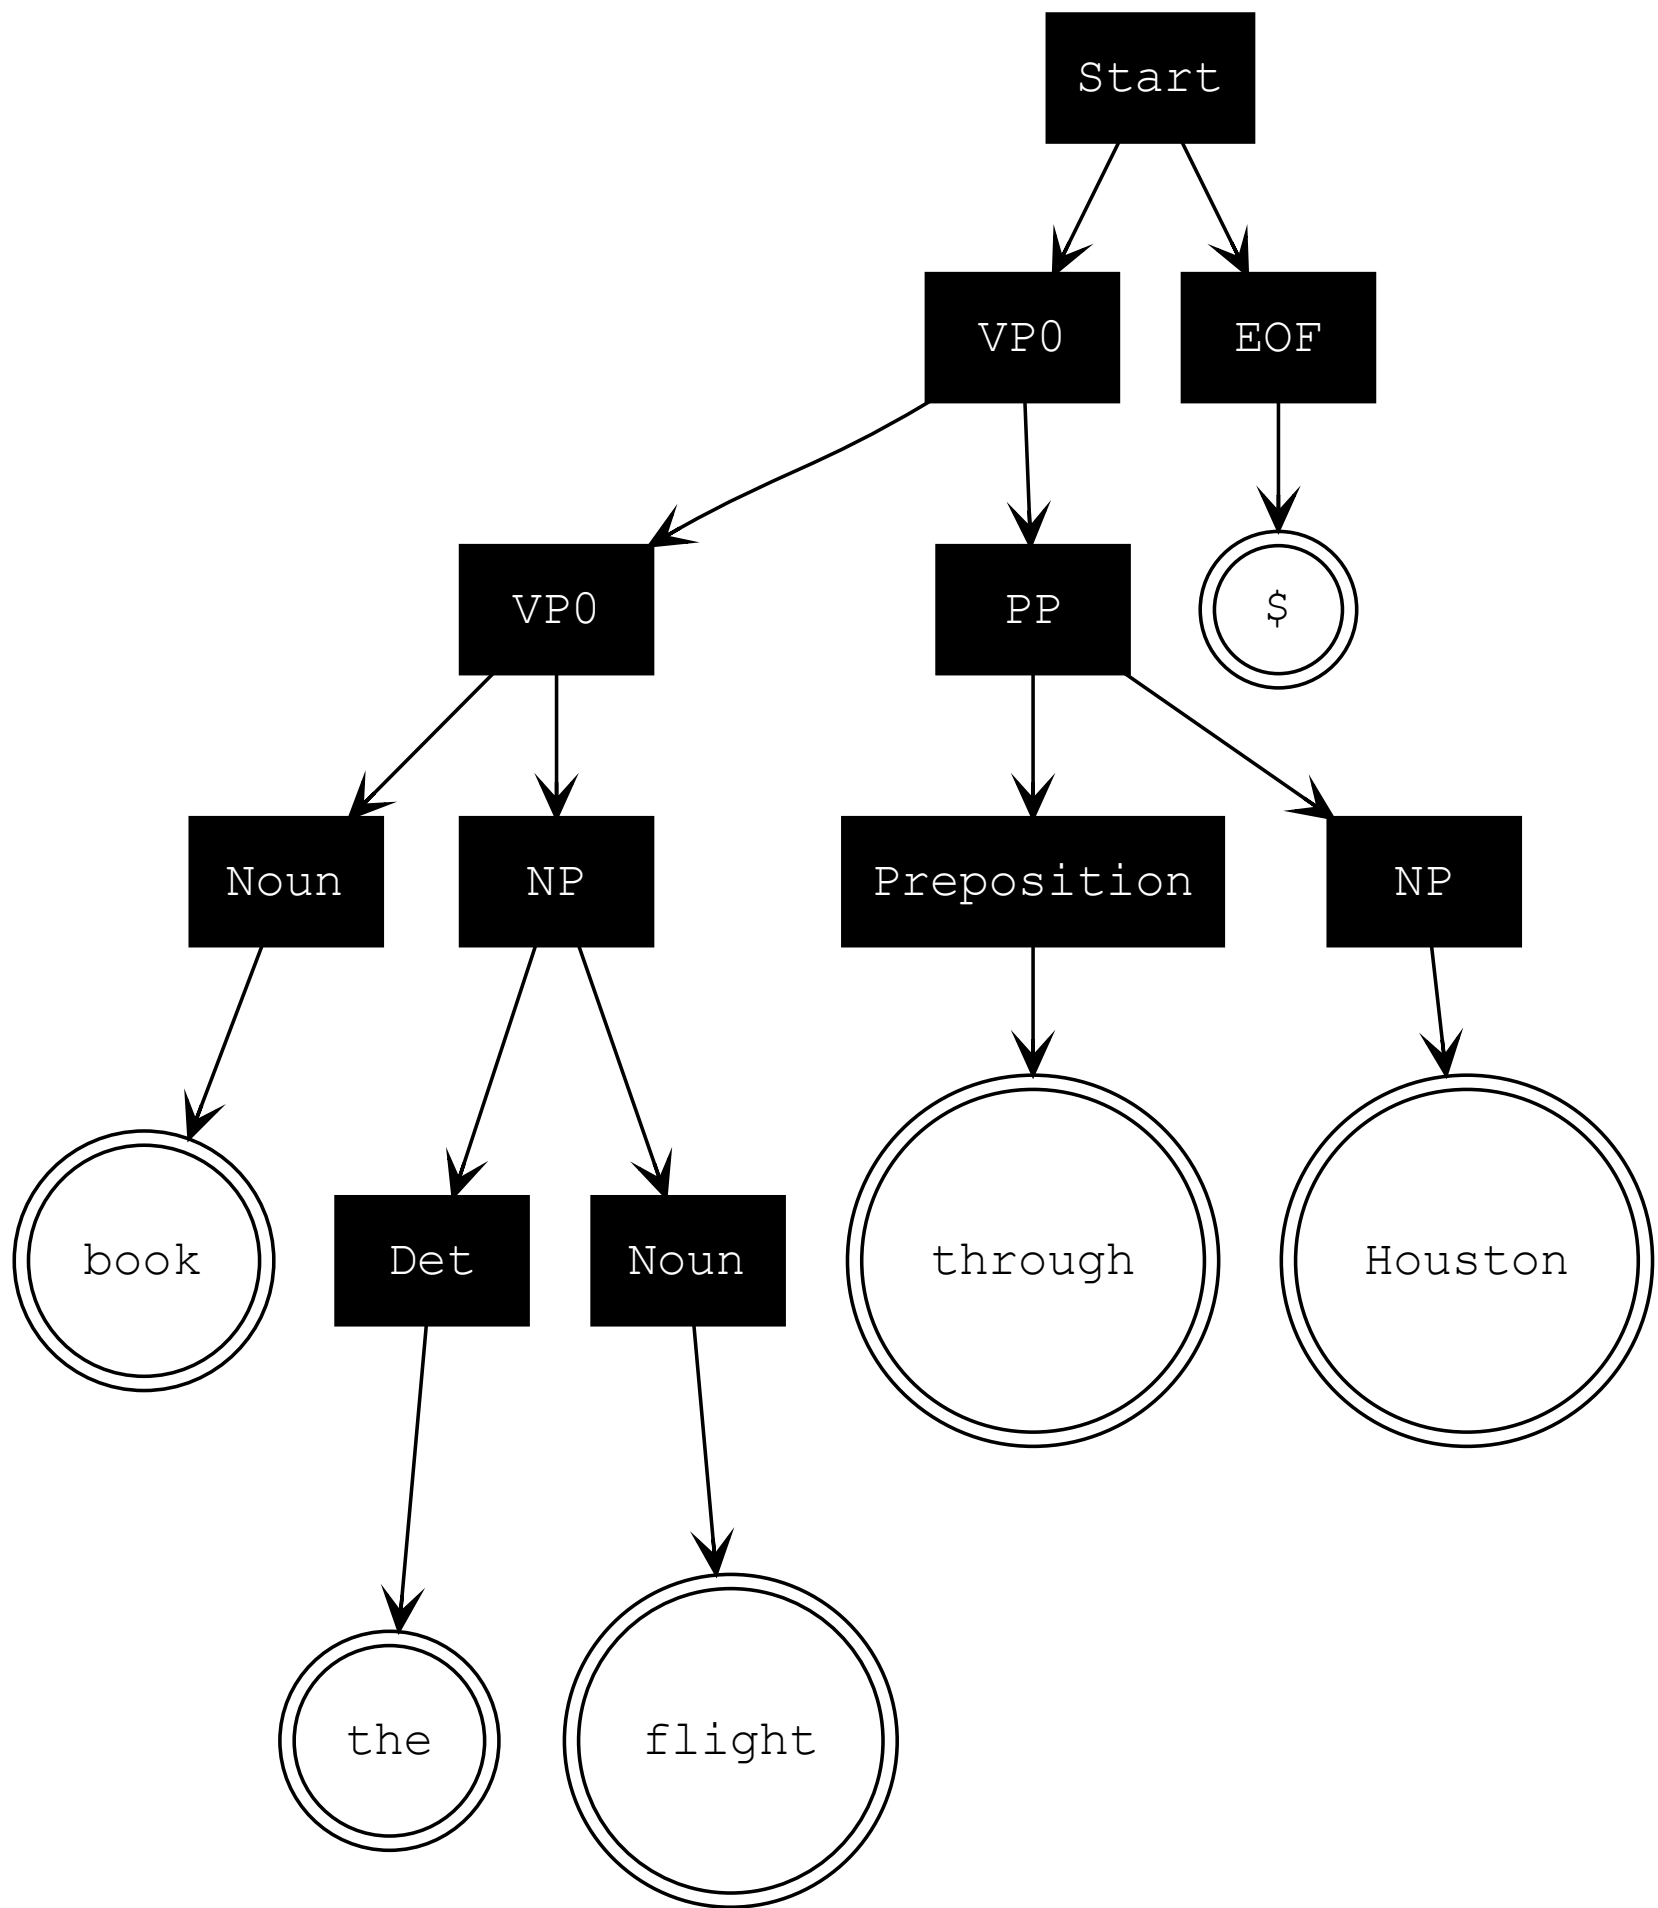 Start
VP0
EOF
VP0
PP
$
Noun
NP
Preposition
NP
book
Det
Noun
through
Houston
the
flight